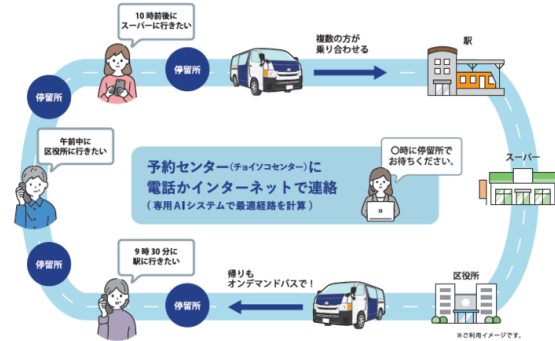 10時前後に
スーパーに行きたい
停留所
複数の方が
乗り合わせる
駅
停留所
午前中に
区役所に行きたい
予約センター（チョイソコセンター）に
電話かインターネットで連絡
（専用AIシステムで最適経路を計算）
〇時に停留所で
お待ちください。
スーパー
停留所
9時30分に
駅に行きたい
停留所
帰りも
オンデマンドバスで！
区役所
※ご利用イメージです。